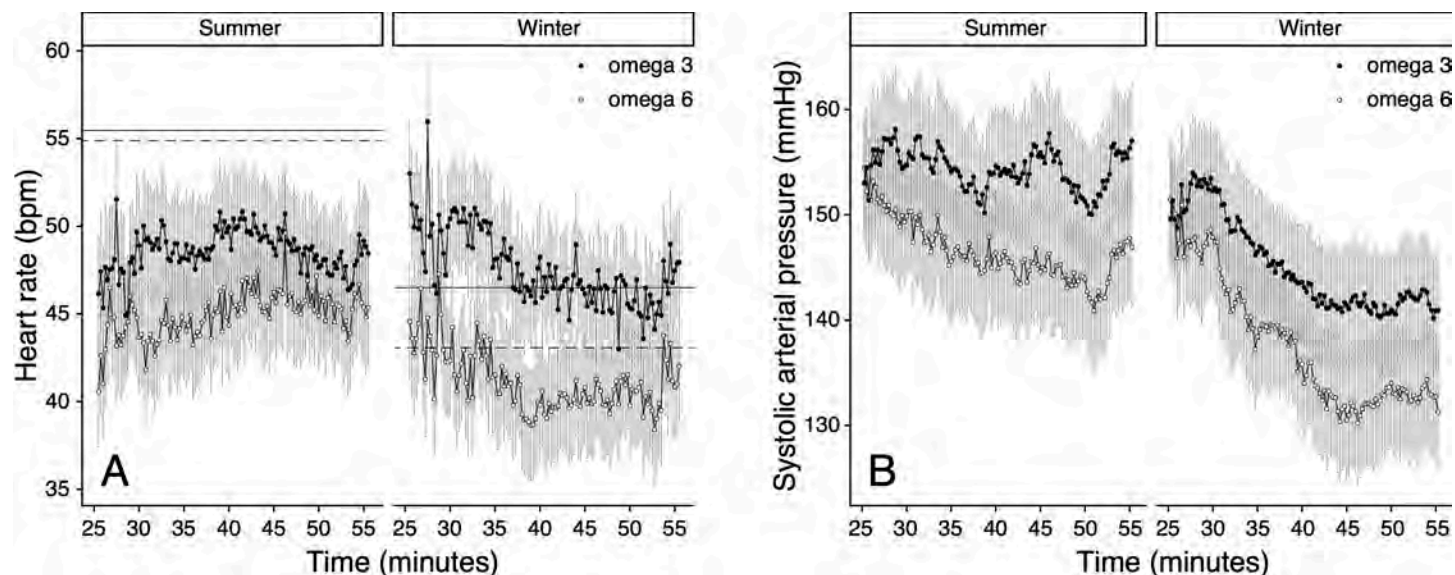 Summer
Winter
omega 3
omega 6
60
55
50
45
40
35
Heart rate (bpm)
A
25 30 35 40 45 50 55
25 30 35 40 45 50 55
Time (minutes)
Summer
Winter
omega 3
omega 6
160
150
140
130
Systolic arterial pressure (mmHg)
B
25 30 35 40 45 50 55
25 30 35 40 45 50 55
Time (minutes)